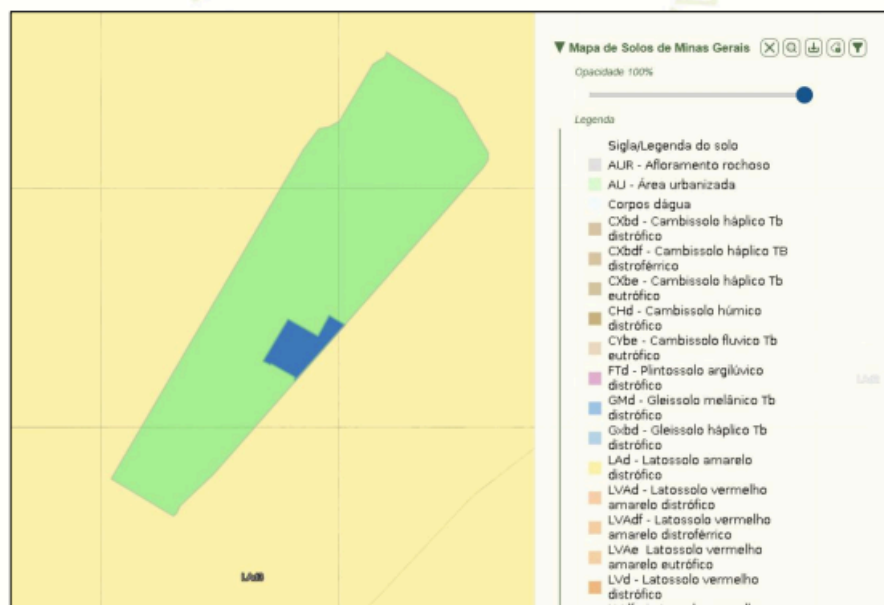 Mapa de Solos de Minas Gerais
Opacidade 100%
Legenda
Sigla/Legenda do solo
AUR - Afloramento rochoso
AU - Área urbanizada
Corpos dágua
CXbd - Cambissolo háplico Tb
distrófico
CXbdf - Cambissolo háplico TB
distroférrico
CXbe - Cambissolo háplico Tb
eutrófico
CHd - Cambissolo húmico
distrófico
CYbe - Cambissolo fluvico Tb
eutrófico
FTd - Plintossolo argilúvico
distrófico
GMd - Gleissolo melânico Tb
distrófico
Gxbd - Gleissolo háplico Tb
distrófico
LAd - Latossolo amarelo
distrófico
LVAd - Latossolo vermelho
amarelo distrófico
LVAdf - Latossolo vermelho
amarelo distroférrico
LVAe Latossolo vermelho
amarelo eutrófico
LVd - Latossolo vermelho
distrófico